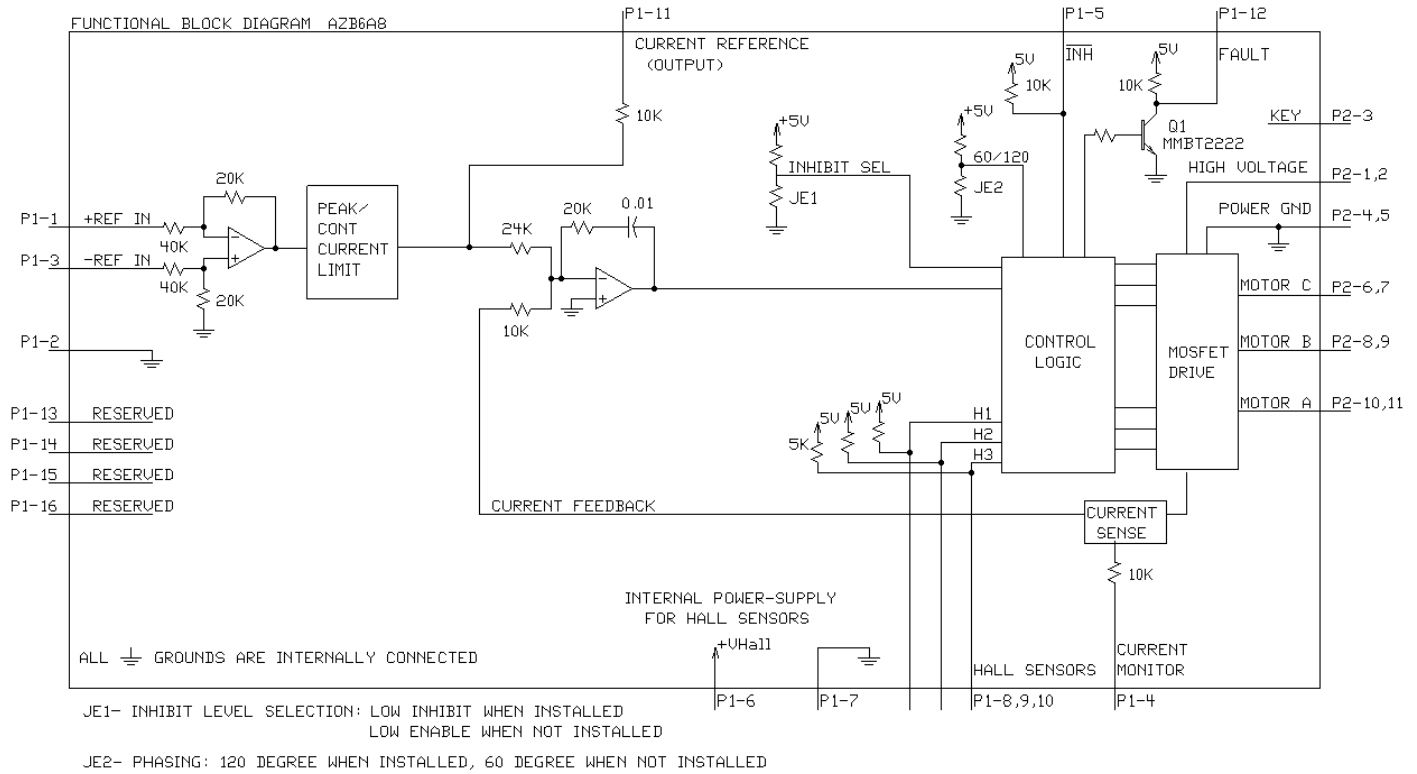 FUNCTIONAL BLOCK DIAGRAM AZB6A8
P1-11
P1-5
P1-12
CURRENT REFERENCE
(OUTPUT)
5V
INH
5V
FAULT
10K
10K
10K
+5V
+5V
KEY
P2-3
Q1
MMBT2222
INHIBIT SEL
60/120
HIGH VOLTAGE
P2-1,2
20K
JE1
JE2
PEAK/
CONT
CURRENT
LIMIT
20K
0.01
POWER GND
P2-4,5
P1-1
+REF IN
40K
24K
P1-3
-REF IN
40K
20K
MOTOR C
P2-6,7
10K
P1-2
CONTROL
LOGIC
MOSFET
DRIVE
MOTOR B
P2-8,9
MOTOR A
P2-10,11
P1-13
RESERVED
5V
5V
5V
H1
P1-14
RESERVED
5K
H2
H3
P1-15
RESERVED
P1-16
RESERVED
CURRENT FEEDBACK
CURRENT
SENSE
10K
INTERNAL POWER-SUPPLY
FOR HALL SENSORS
+VHall
ALL GROUNDS ARE INTERNALLY CONNECTED
HALL SENSORS
CURRENT
MONITOR
P1-6
P1-7
P1-8,9,10
P1-4
JE1- INHIBIT LEVEL SELECTION: LOW INHIBIT WHEN INSTALLED
LOW ENABLE WHEN NOT INSTALLED
JE2- PHASING: 120 DEGREE WHEN INSTALLED, 60 DEGREE WHEN NOT INSTALLED